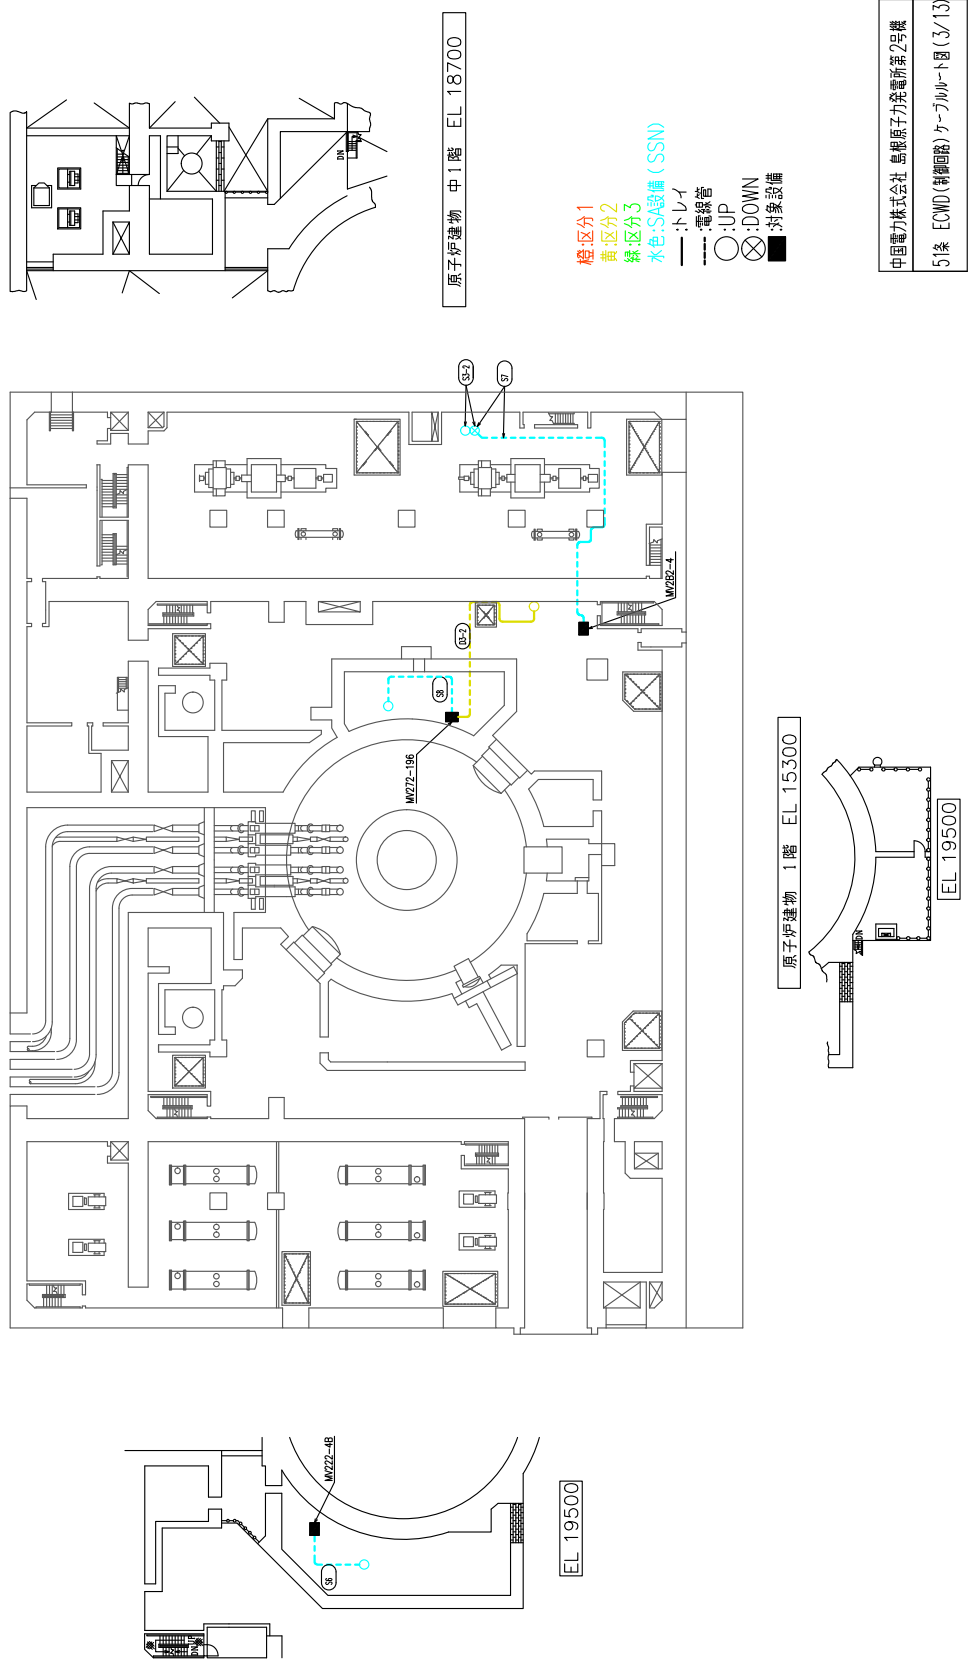 原子炉建物 中1階 EL 18700
橙:区分1
黄:区分2
緑:区分3
水色:SA設備(SSN)
:トレイ
:電線管
:UP
:DOWN
:対象設備
中国電力株式会社 島根原子力発電所第2号機
51条 ECWD(制御回路)ケーブルルート図(3/13)
DN
S3-2
S7
MV2B2-4
D3-2
S8
MV272-196
原子炉建物 1階 EL 15300
DN
EL 19500
MV222-4B
S6
DN
UP
EL 19500